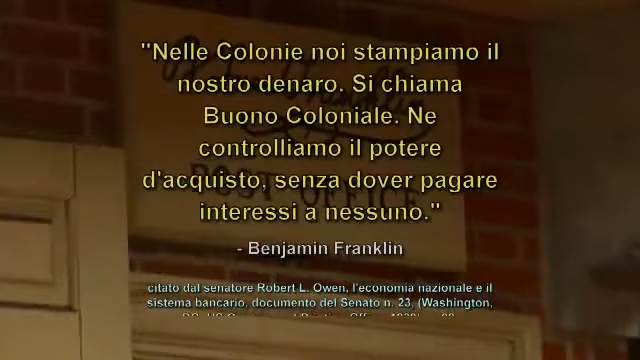 "Nelle Colonie noi stampiamo il
nostro denaro. Si chiama
Buono Coloniale. Ne
controlliamo il potere
d'acquisto, senza dover pagare
interessi a nessuno."
- Benjamin Franklin
citato dal senatore Robert L. Owen, l'economia nazionale e il
sistema bancario, documento del Senato n. 23, (Washington,
POST OFFICE